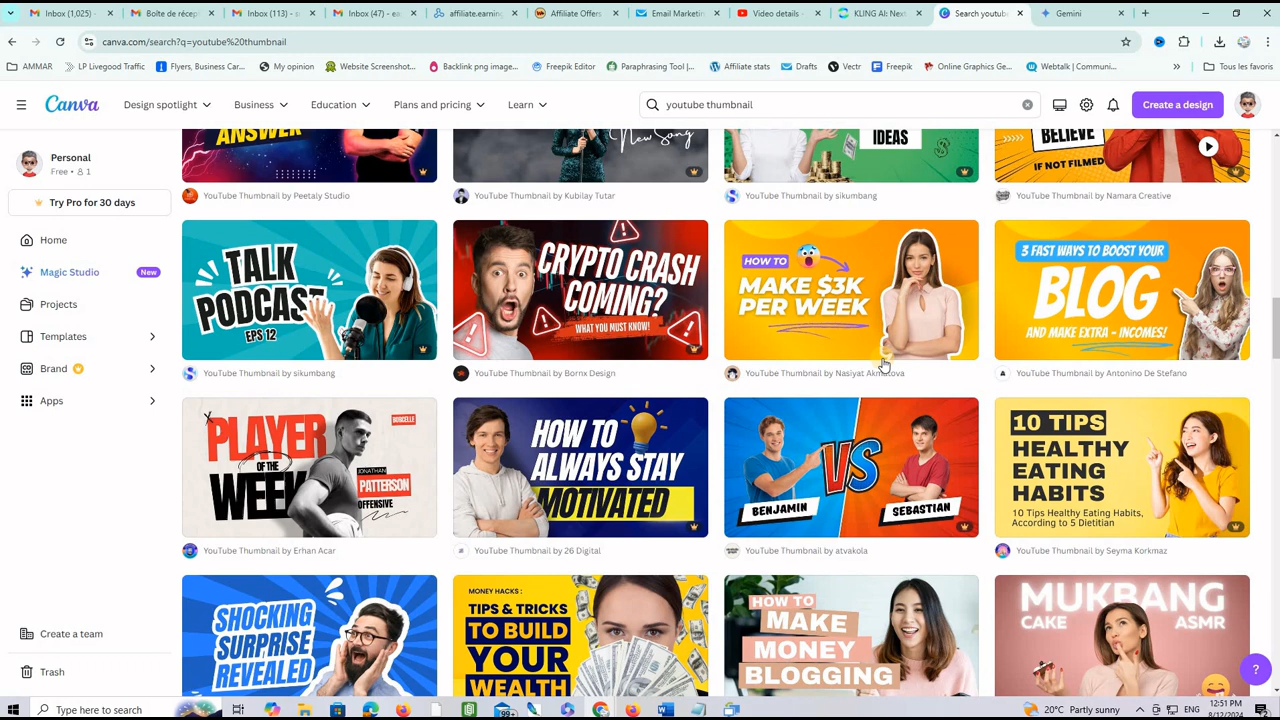 Inbox (1,025)
Boîte de récep
Inbox (113) - e
Inbox (47) - ex
affiliate.earning
Affiliate Offers
Email Marketin
Video details -
KLING AI: Next
Search youtub
Gemini
canva.com/search?q=youtube%20thumbnail
AMMAR
LP Livegood Traffic
Flyers, Business Car...
My opinion
Website Screenshot...
Backlink png image...
Freepik Editor
Paraphrasing Tool |...
Affiliate stats
Drafts
Vectr
Freepik
Online Graphics Ge...
Webtalk | Communi...
Tous les favoris
Canva
Design spotlight
Business
Education
Plans and pricing
Learn
youtube thumbnail
Create a design
Personal
Free • 1
Try Pro for 30 days
Home
Magic Studio
New
Projects
Templates
Brand
Apps
Create a team
Trash
ANSWER
New Song
IDEAS
BELIEVE
IF NOT FILMED
YouTube Thumbnail by Peetaly Studio
YouTube Thumbnail by Kubilay Tutar
YouTube Thumbnail by sikumbang
YouTube Thumbnail by Namara Creative
TALK
PODCAST
EPS 12
CRYPTO CRASH
COMING?
WHAT YOU MUST KNOW!
HOW TO
MAKE $3K
PER WEEK
3 FAST WAYS TO BOOST YOUR
BLOG
AND MAKE EXTRA - INCOMES!
YouTube Thumbnail by sikumbang
YouTube Thumbnail by Bornx Design
YouTube Thumbnail by Nasiyat Akmatova
YouTube Thumbnail by Antonino De Stefano
PLAYER
OF THE
WEEK
DORCELLE
JONATHAN
PATTERSON
OFFENSIVE
HOW TO
ALWAYS STAY
MOTIVATED
VS
BENJAMIN
SEBASTIAN
10 TIPS
HEALTHY
EATING
HABITS
10 Tips Healthy Eating Habits,
According to 5 Dietitian
YouTube Thumbnail by Erhan Acar
YouTube Thumbnail by 26 Digital
YouTube Thumbnail by atvakola
YouTube Thumbnail by Seyma Korkmaz
SHOCKING
SURPRISE
REVEALED
MONEY HACKS :
TIPS & TRICKS
TO BUILD
YOUR
WEALTH
HOW TO
MAKE
MONEY
BLOGGING
MUKBANG
CAKE
ASMR
?
Type here to search
99+
20°C Partly sunny
ENG
12:51 PM
8/12/2024